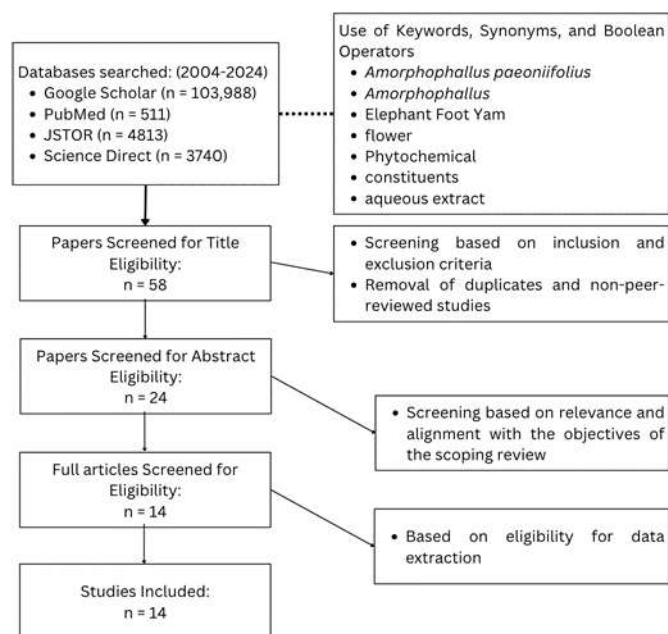 Databases searched: (2004-2024)
• Google Scholar (n = 103,988)
• PubMed (n = 511)
• JSTOR (n = 4813)
• Science Direct (n = 3740)
Use of Keywords, Synonyms, and Boolean
Operators
• Amorphophallus paeoniifolius
• Amorphophallus
• Elephant Foot Yam
• flower
• Phytochemical
• constituents
• aqueous extract
Papers Screened for Title
Eligibility:
n = 58
• Screening based on inclusion and
exclusion criteria
• Removal of duplicates and non-peer-
reviewed studies
Papers Screened for Abstract
Eligibility:
n = 24
• Screening based on relevance and
alignment with the objectives of
the scoping review
Full articles Screened for
Eligibility:
n = 14
• Based on eligibility for data
extraction
Studies Included:
n = 14